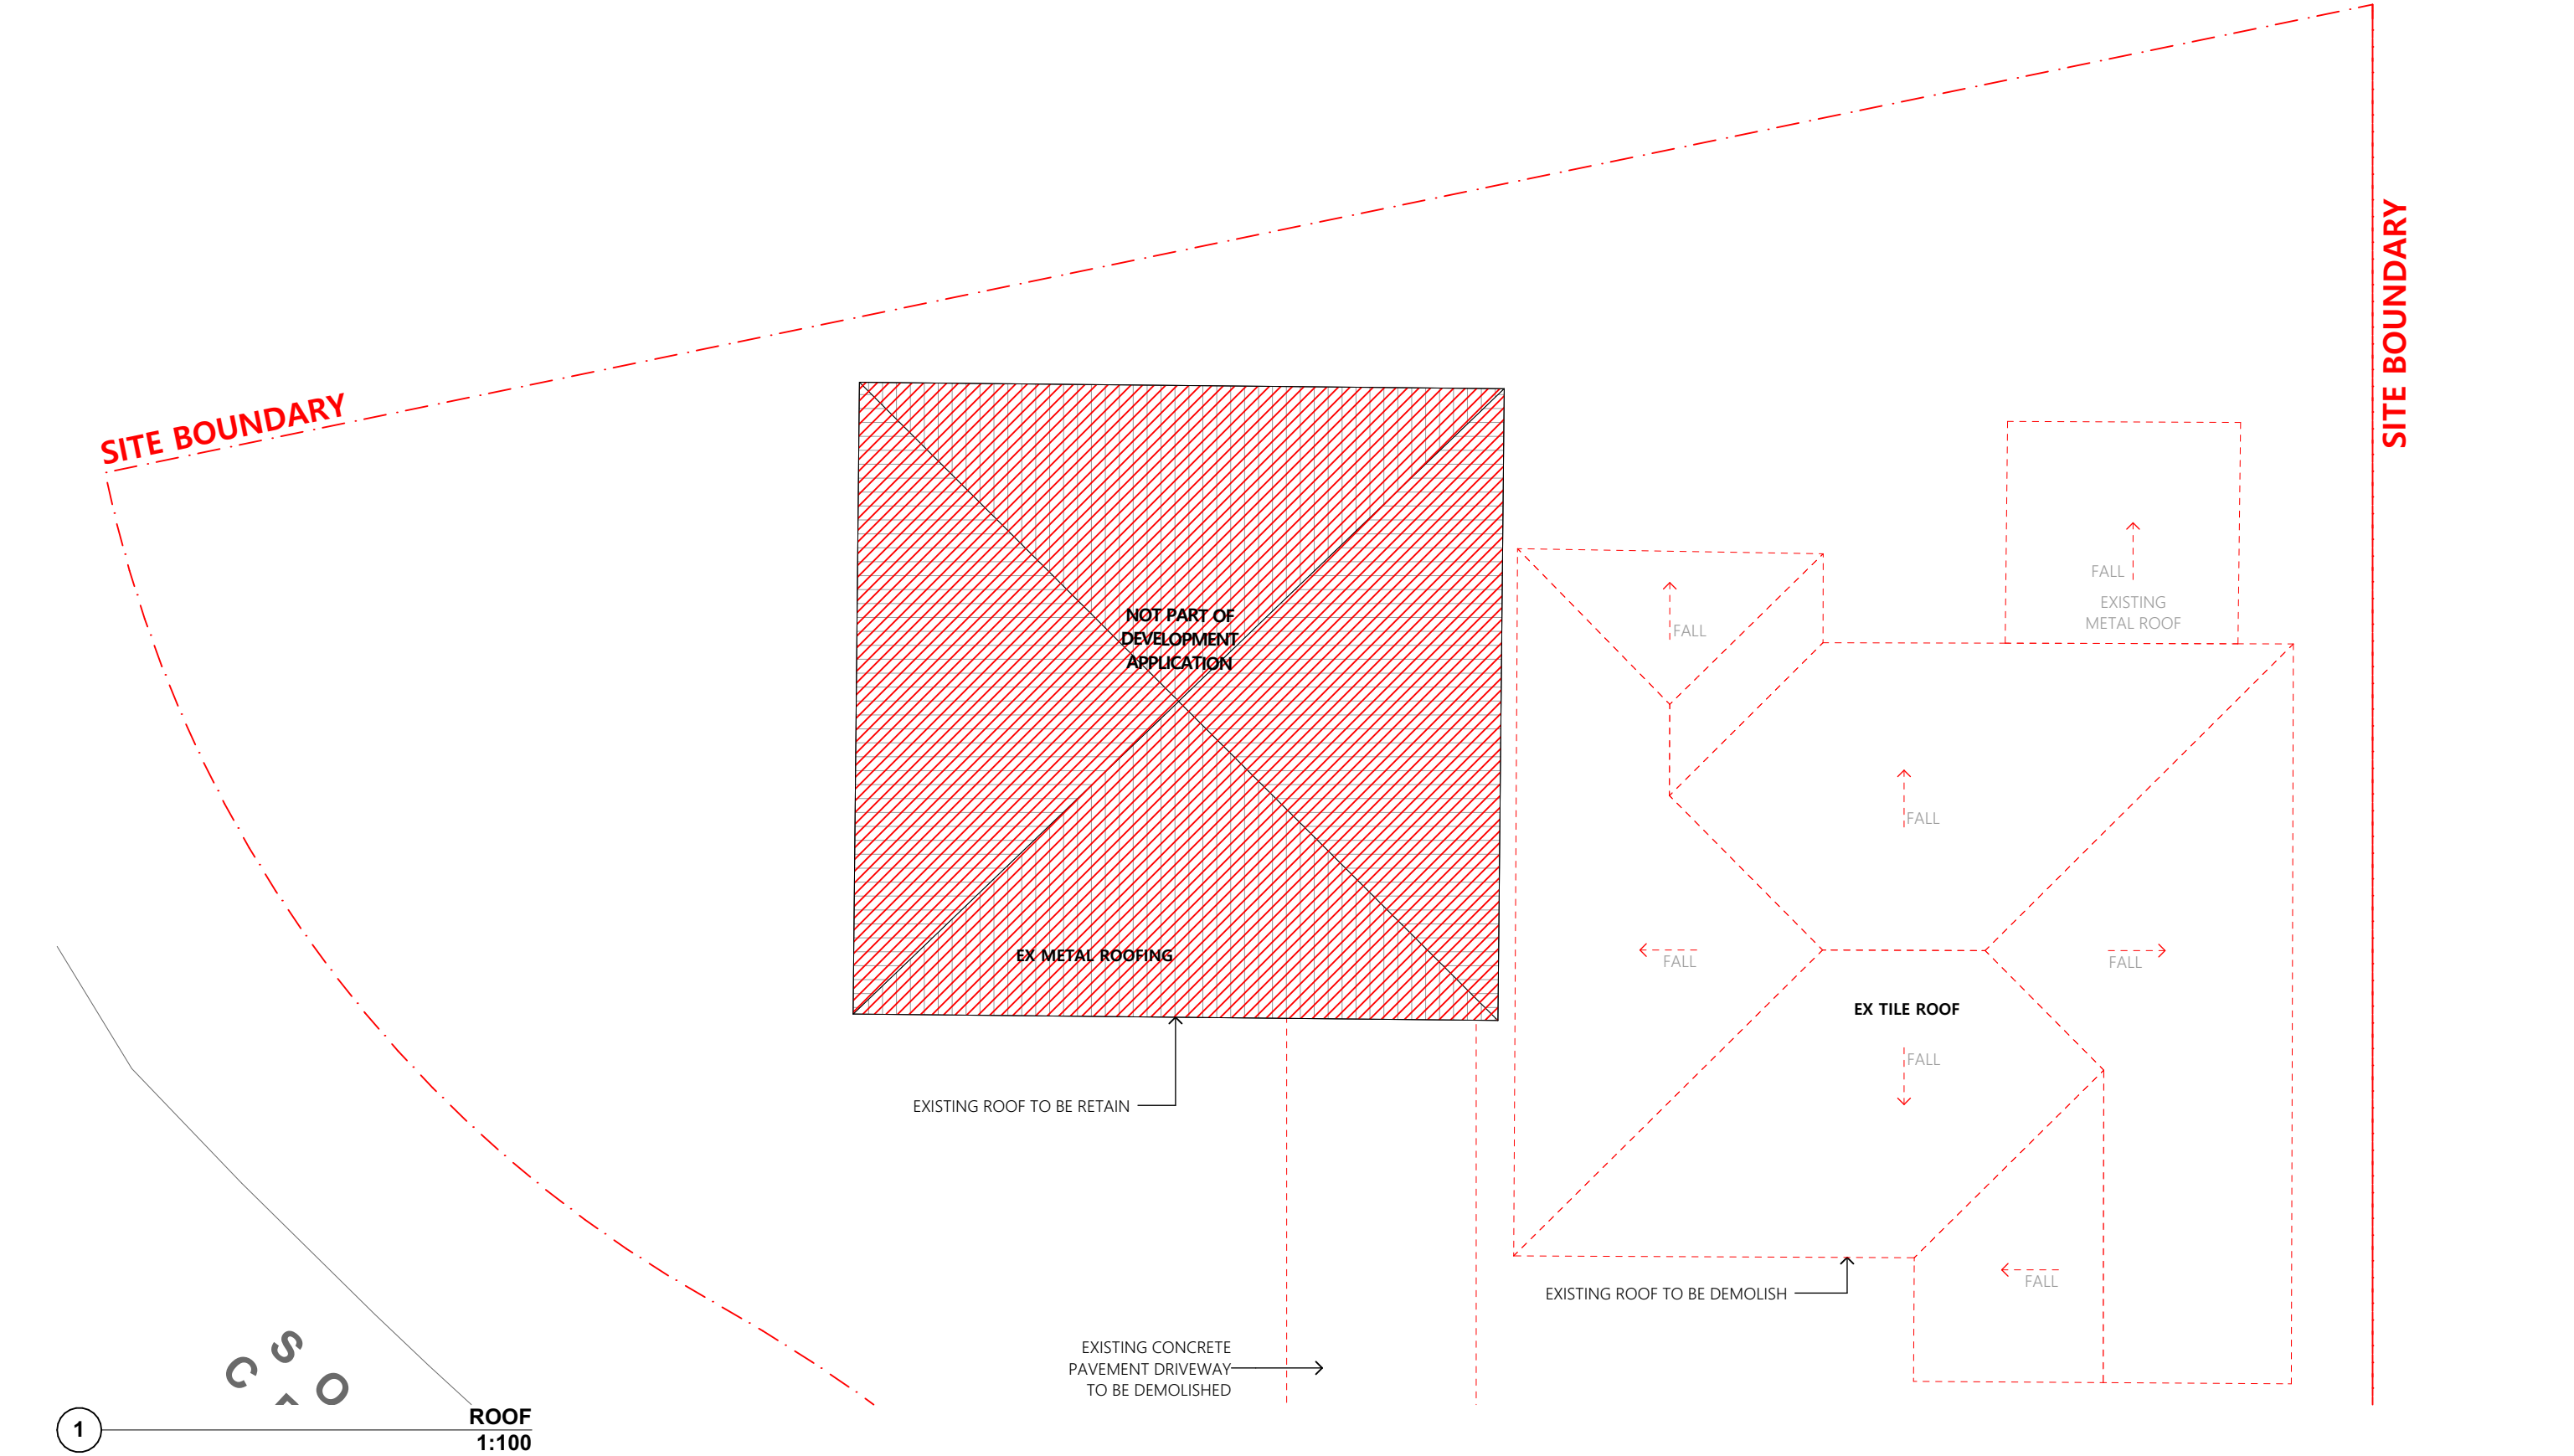 SITE BOUNDARY
SITE BOUNDARY
NOT PART OF
DEVELOPMENT
APPLICATION
EX METAL ROOFING
EXISTING ROOF TO BE RETAIN
FALL
EXISTING
METAL ROOF
FALL
FALL
FALL
FALL
EX TILE ROOF
FALL
FALL
EXISTING ROOF TO BE DEMOLISH
EXISTING CONCRETE
PAVEMENT DRIVEWAY
TO BE DEMOLISHED
S O
C
1
ROOF
1:100